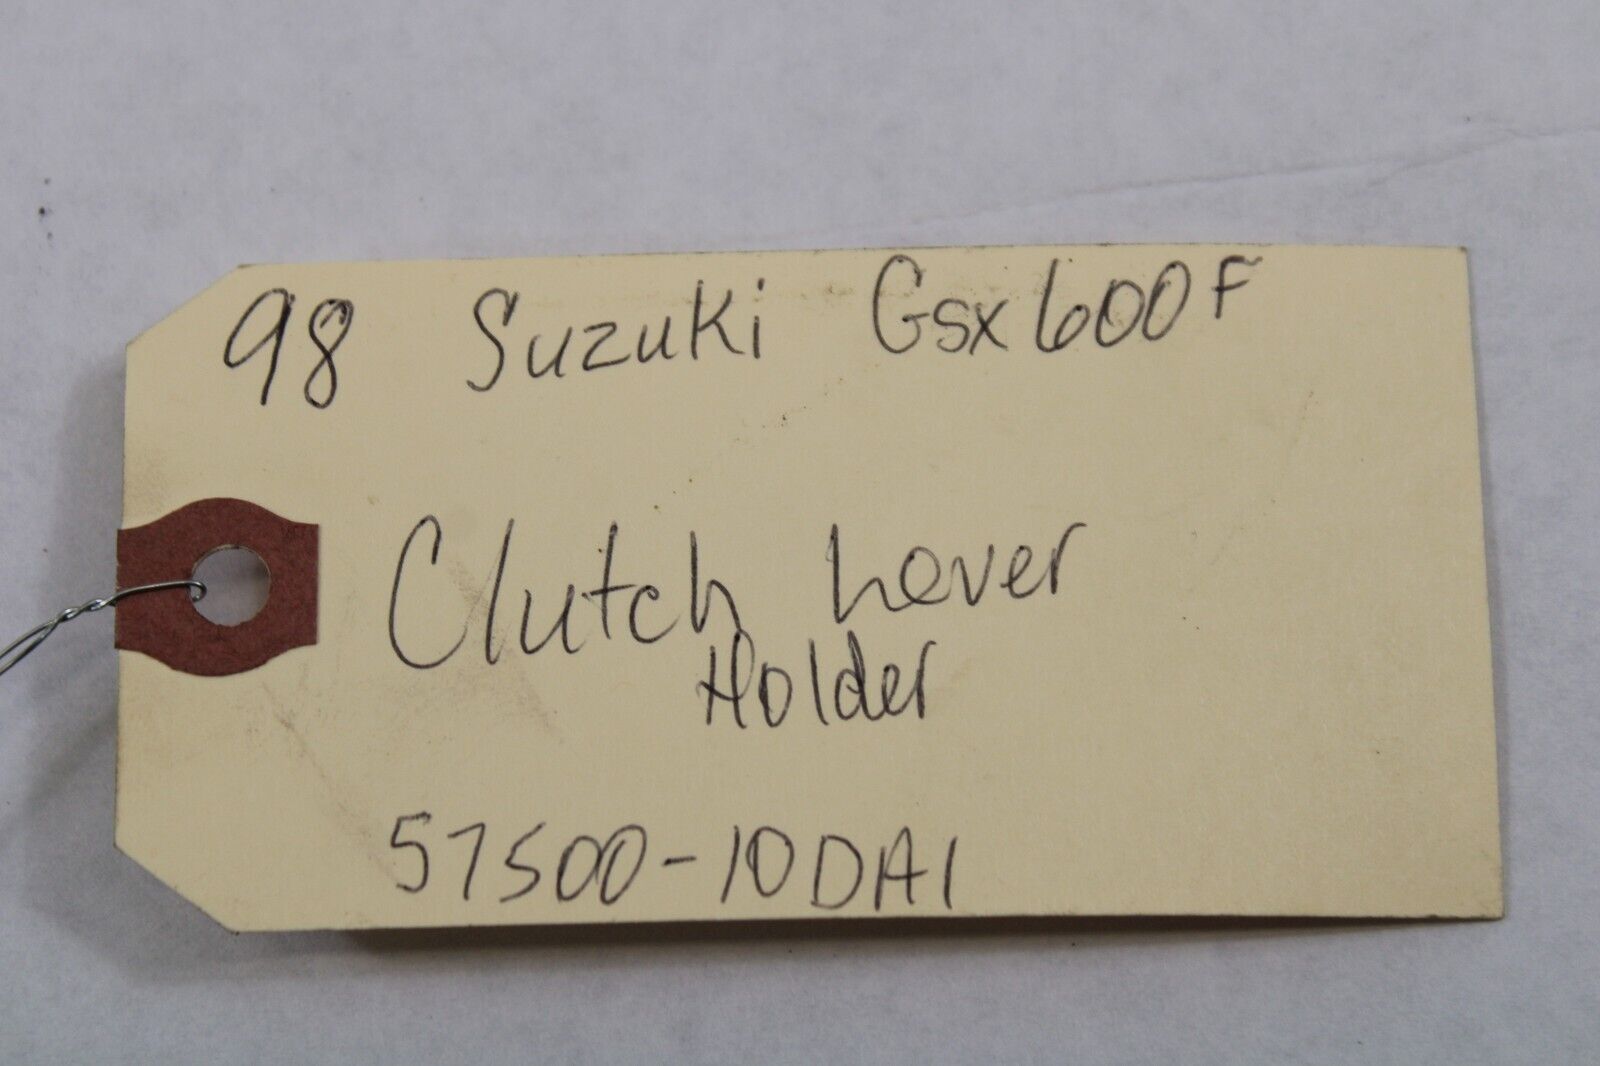 98 Suzuki Gsx600F
Clutch Lever
Holder
57500-10DA1